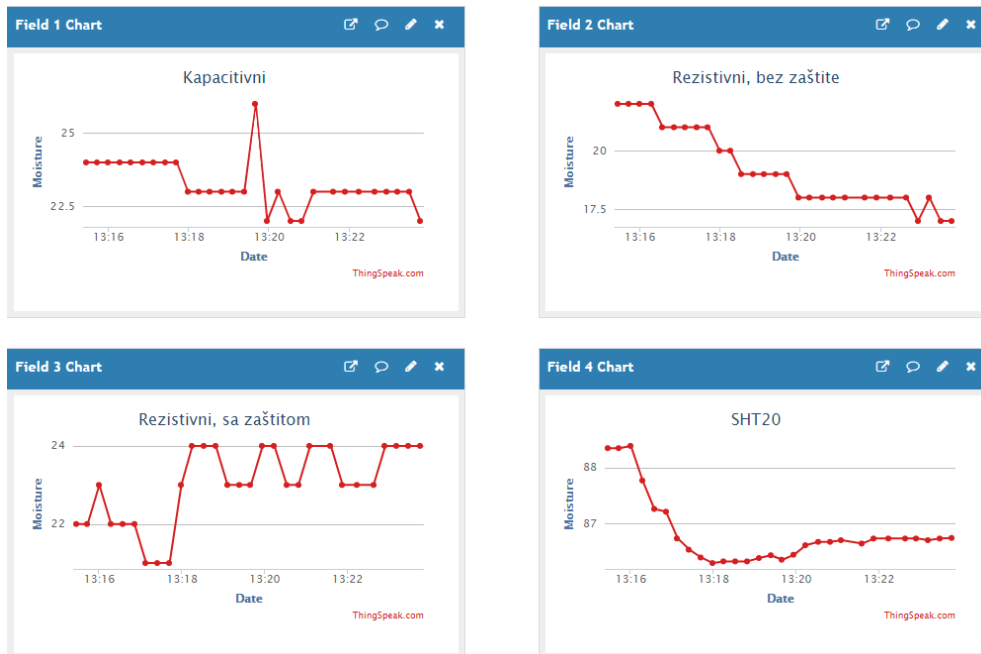 Field 1 Chart
Kapacitivni
Moisture
25
22.5
13:16 13:18 13:20 13:22
Date
ThingSpeak.com
Field 2 Chart
Rezistivni, bez zaštite
Moisture
20
17.5
13:16 13:18 13:20 13:22
Date
ThingSpeak.com
Field 3 Chart
Rezistivni, sa zaštitom
Moisture
24
22
13:16 13:18 13:20 13:22
Date
ThingSpeak.com
Field 4 Chart
SHT20
Moisture
88
87
13:16 13:18 13:20 13:22
Date
ThingSpeak.com